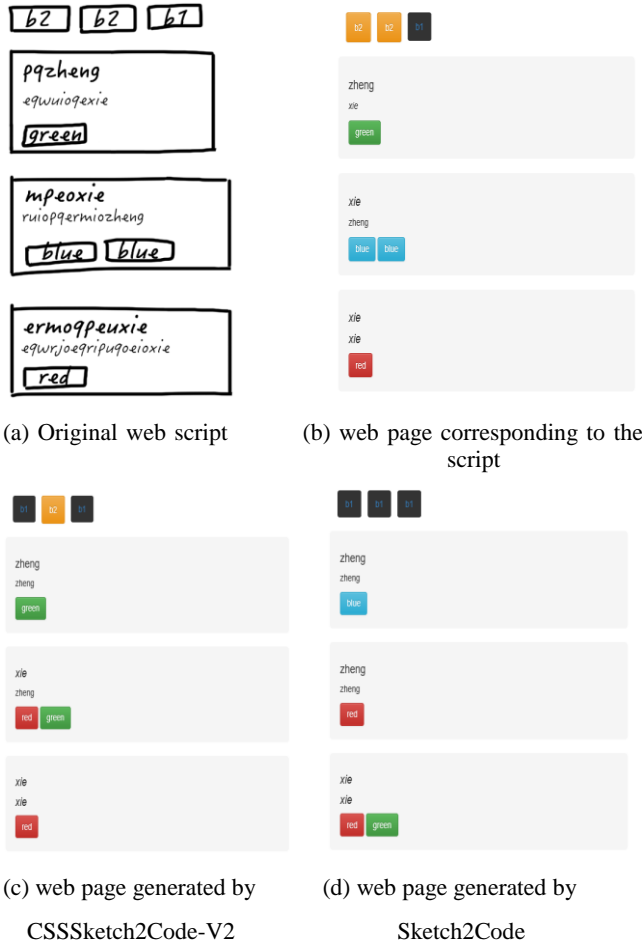 b2 b2 b1
pqzheng
eqwuioqexie
green
mpeoxie
ruiopqermiozheng
blue blue
ermoqpeuxie
eqwrjoeqripuqoeioxie
red
(a) Original web script
b2 b2 b1
zheng
xie
green
xie
zheng
blue blue
xie
xie
red
(b) web page corresponding to the
script
b1 b2 b1
zheng
zheng
green
xie
zheng
red green
xie
xie
red
(c) web page generated by
CSSSketch2Code-V2
b1 b1 b1
zheng
zheng
blue
zheng
zheng
red
xie
xie
red green
(d) web page generated by
Sketch2Code